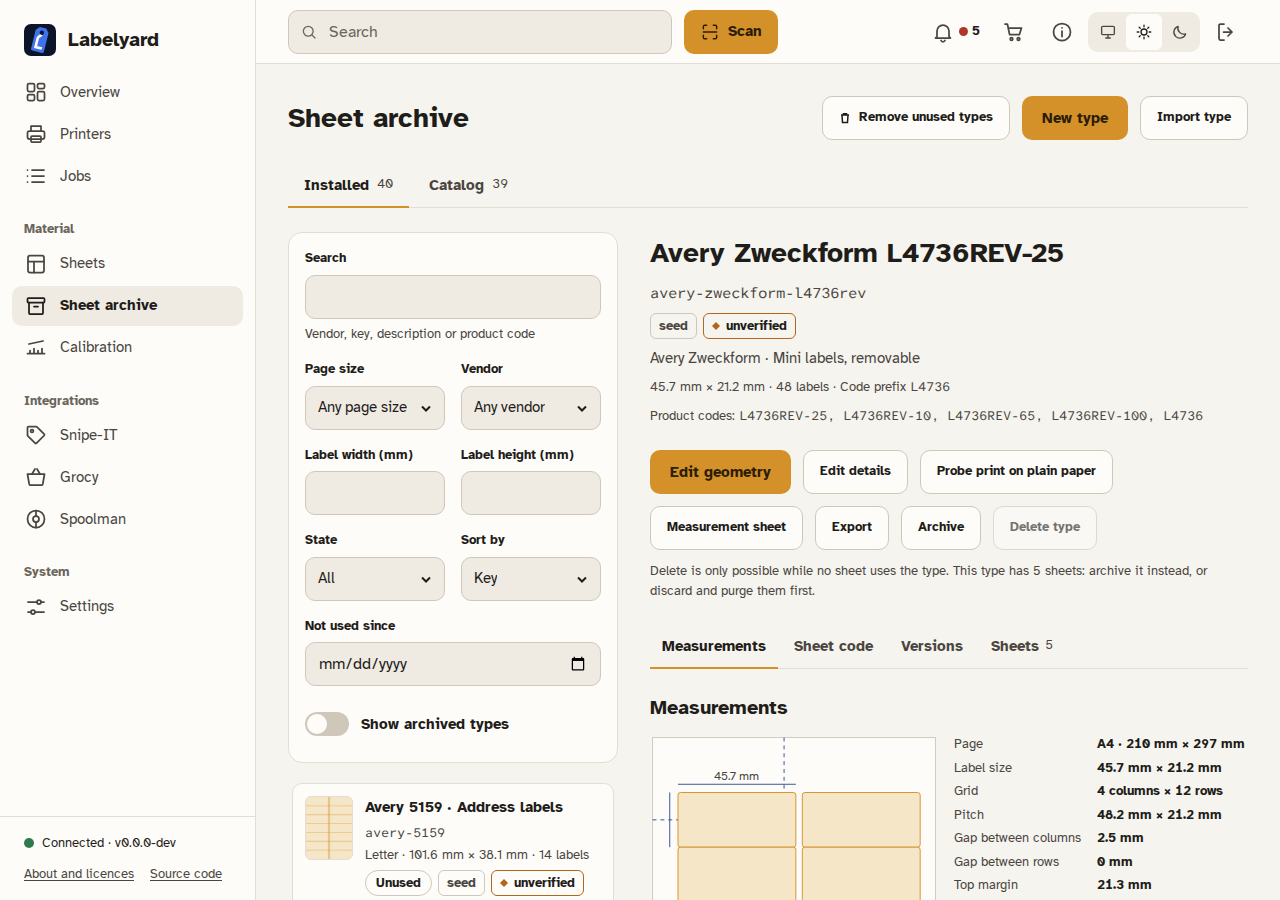 Labelyard
Search
Scan
5
Overview
Printers
Jobs
Material
Sheets
Sheet archive
Calibration
Integrations
Snipe-IT
Grocy
Spoolman
System
Settings
Connected · v0.0.0-dev
About and licences
Source code
Sheet archive
Remove unused types
New type
Import type
Installed 40
Catalog 39
Search
Vendor, key, description or product code
Page size
Vendor
Any page size
Any vendor
Label width (mm)
Label height (mm)
State
Sort by
All
Key
Not used since
mm/dd/yyyy
Show archived types
Avery 5159 · Address labels
avery-5159
Letter · 101.6 mm × 38.1 mm · 14 labels
Unused
seed
unverified
Avery Zweckform L4736REV-25
avery-zweckform-l4736rev
seed
unverified
Avery Zweckform · Mini labels, removable
45.7 mm × 21.2 mm · 48 labels · Code prefix L4736
Product codes: L4736REV-25, L4736REV-10, L4736REV-65, L4736REV-100, L4736
Edit geometry
Edit details
Probe print on plain paper
Measurement sheet
Export
Archive
Delete type
Delete is only possible while no sheet uses the type. This type has 5 sheets: archive it instead, or
discard and purge them first.
Measurements
Sheet code
Versions
Sheets 5
Measurements
45.7 mm
Page A4 · 210 mm × 297 mm
Label size 45.7 mm × 21.2 mm
Grid 4 columns × 12 rows
Pitch 48.2 mm × 21.2 mm
Gap between columns 2.5 mm
Gap between rows 0 mm
Top margin 21.3 mm